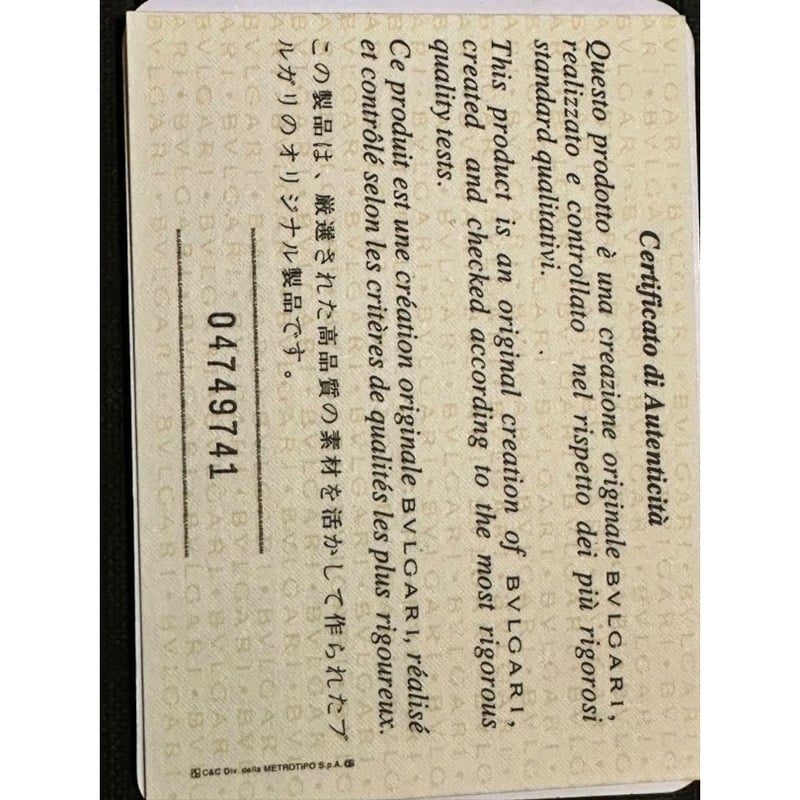 Certificato di Autenticità
Questo prodotto è una creazione originale BVLGARI,
realizzato e controllato nel rispetto dei più rigorosi
standard qualitativi.
This product is an original creation of BVLGARI,
created and checked according to the most rigorous
quality tests.
Ce produit est une création originale BVLGARI, réalisé
et contrôlé selon les critères de qualités les plus rigoureux.
この製品は、厳選された高品質の素材を活かして作られたブ
ルガリのオリジナル製品です。
04749741
C&C Div. della METROTIPO S.p.A.